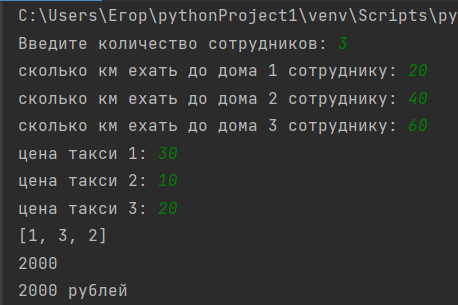 C:\Users\Егор\pythonProject1\venv\Scripts\py
Введите количество сотрудников: 3
сколько км ехать до дома 1 сотруднику: 20
сколько км ехать до дома 2 сотруднику: 40
сколько км ехать до дома 3 сотруднику: 60
цена такси 1: 30
цена такси 2: 10
цена такси 3: 20
[1, 3, 2]
2000
2000 рублей